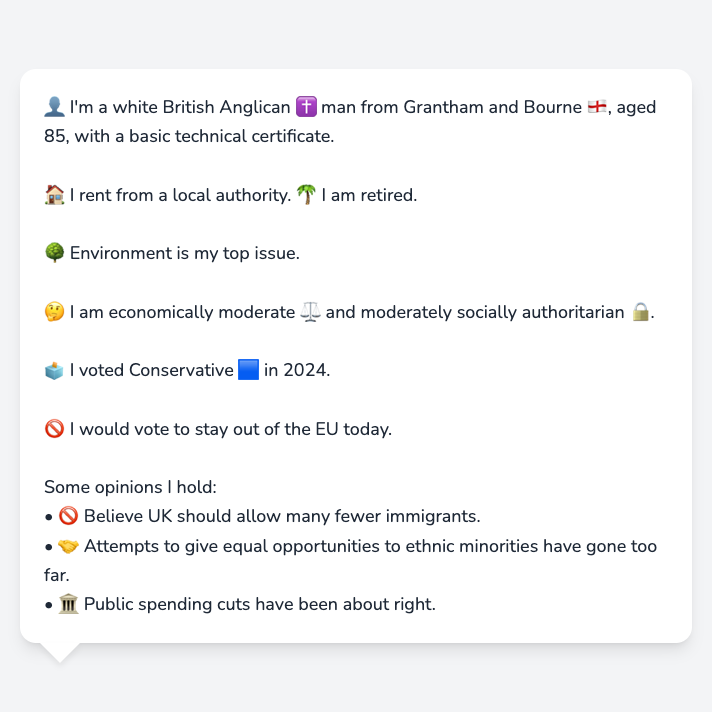 👤 I'm a white British Anglican ✝️ man from Grantham and Bourne 🏴󠁧󠁢󠁥󠁮󠁧󠁿, aged
85, with a basic technical certificate.
🏠 I rent from a local authority. 🌴 I am retired.
🌳 Environment is my top issue.
🤔 I am economically moderate ⚖️ and moderately socially authoritarian 🔒.
🗳️ I voted Conservative 🟦 in 2024.
🚫 I would vote to stay out of the EU today.
Some opinions I hold:
• 🚫 Believe UK should allow many fewer immigrants.
• 🤝 Attempts to give equal opportunities to ethnic minorities have gone too
far.
• 🏛️ Public spending cuts have been about right.